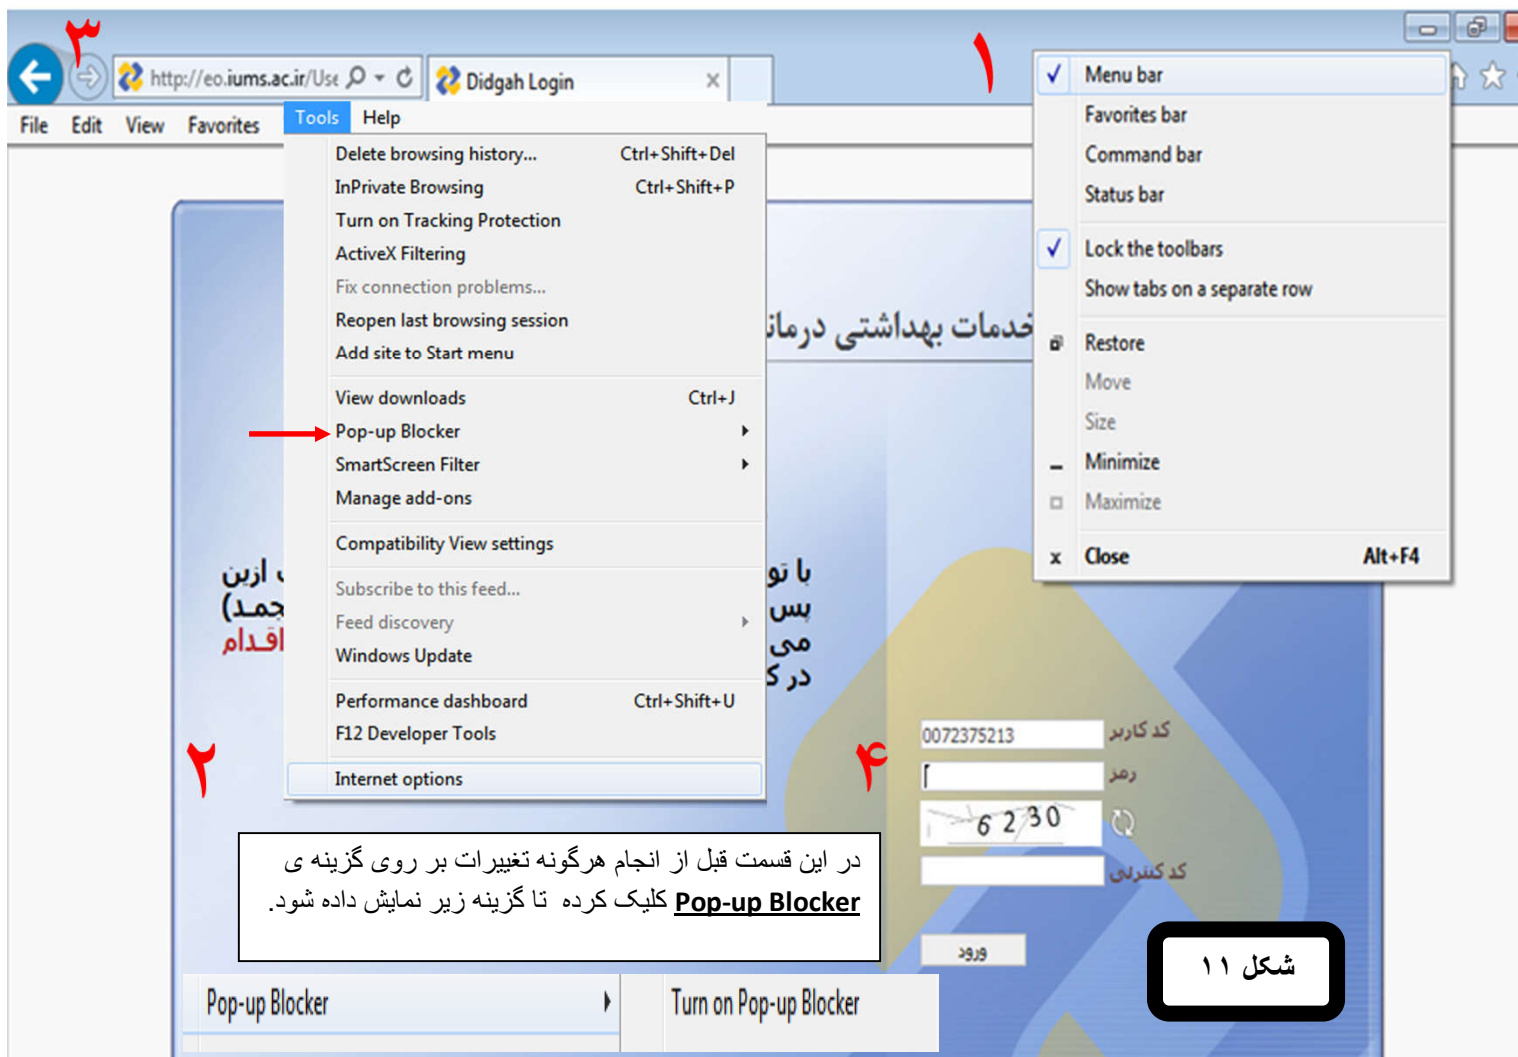 ۳
۱
http://eo.iums.ac.ir/Use
Didgah Login
File Edit View Favorites Tools Help
Delete browsing history... Ctrl+Shift+Del
InPrivate Browsing Ctrl+Shift+P
Turn on Tracking Protection
ActiveX Filtering
Fix connection problems...
Reopen last browsing session
Add site to Start menu
View downloads Ctrl+J
Pop-up Blocker
SmartScreen Filter
Manage add-ons
Compatibility View settings
Subscribe to this feed...
Feed discovery
Windows Update
Performance dashboard Ctrl+Shift+U
F12 Developer Tools
Internet options
Menu bar
Favorites bar
Command bar
Status bar
Lock the toolbars
Show tabs on a separate row
Restore
Move
Size
Minimize
Maximize
x Close Alt+F4
خدمات بهداشتی
با
ازین
پس
می
اقـدام
در
۲
۴
کد کاربر 0072375213
رمز
6230
کد کنترلی
ورود
در این قسمت قبل از انجام هرگونه تغییرات بر روی گزینه ی
Pop-up Blocker کلیک کرده تا گزینه زیر نمایش داده شود.
شکل ۱۱
Pop-up Blocker Turn on Pop-up Blocker